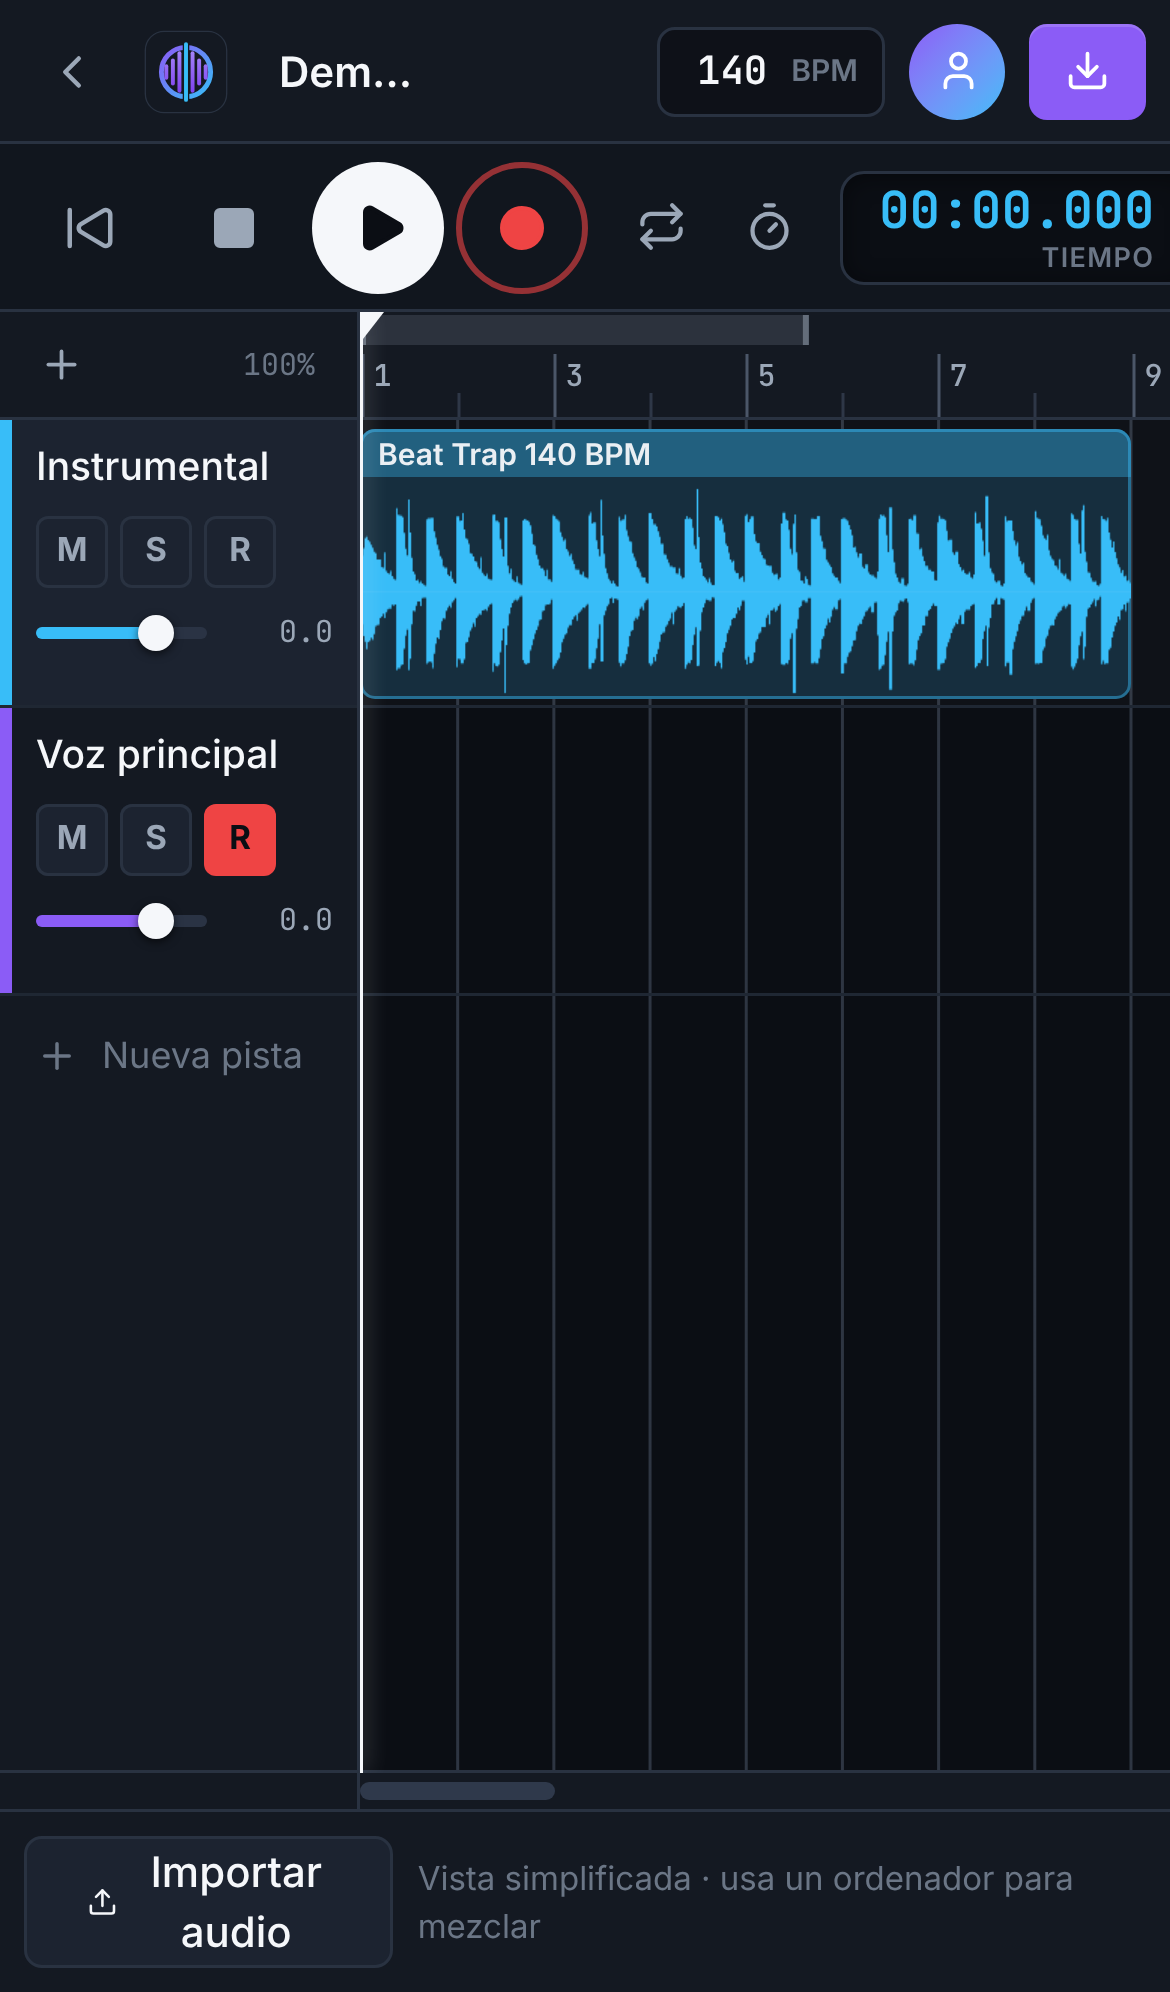 Dem...
140 BPM
00:00.000
TIEMPO
100%
1 3 5 7 9
Instrumental
Beat Trap 140 BPM
M S R
0.0
Voz principal
M S R
0.0
Nueva pista
Importar
audio
Vista simplificada · usa un ordenador para
mezclar